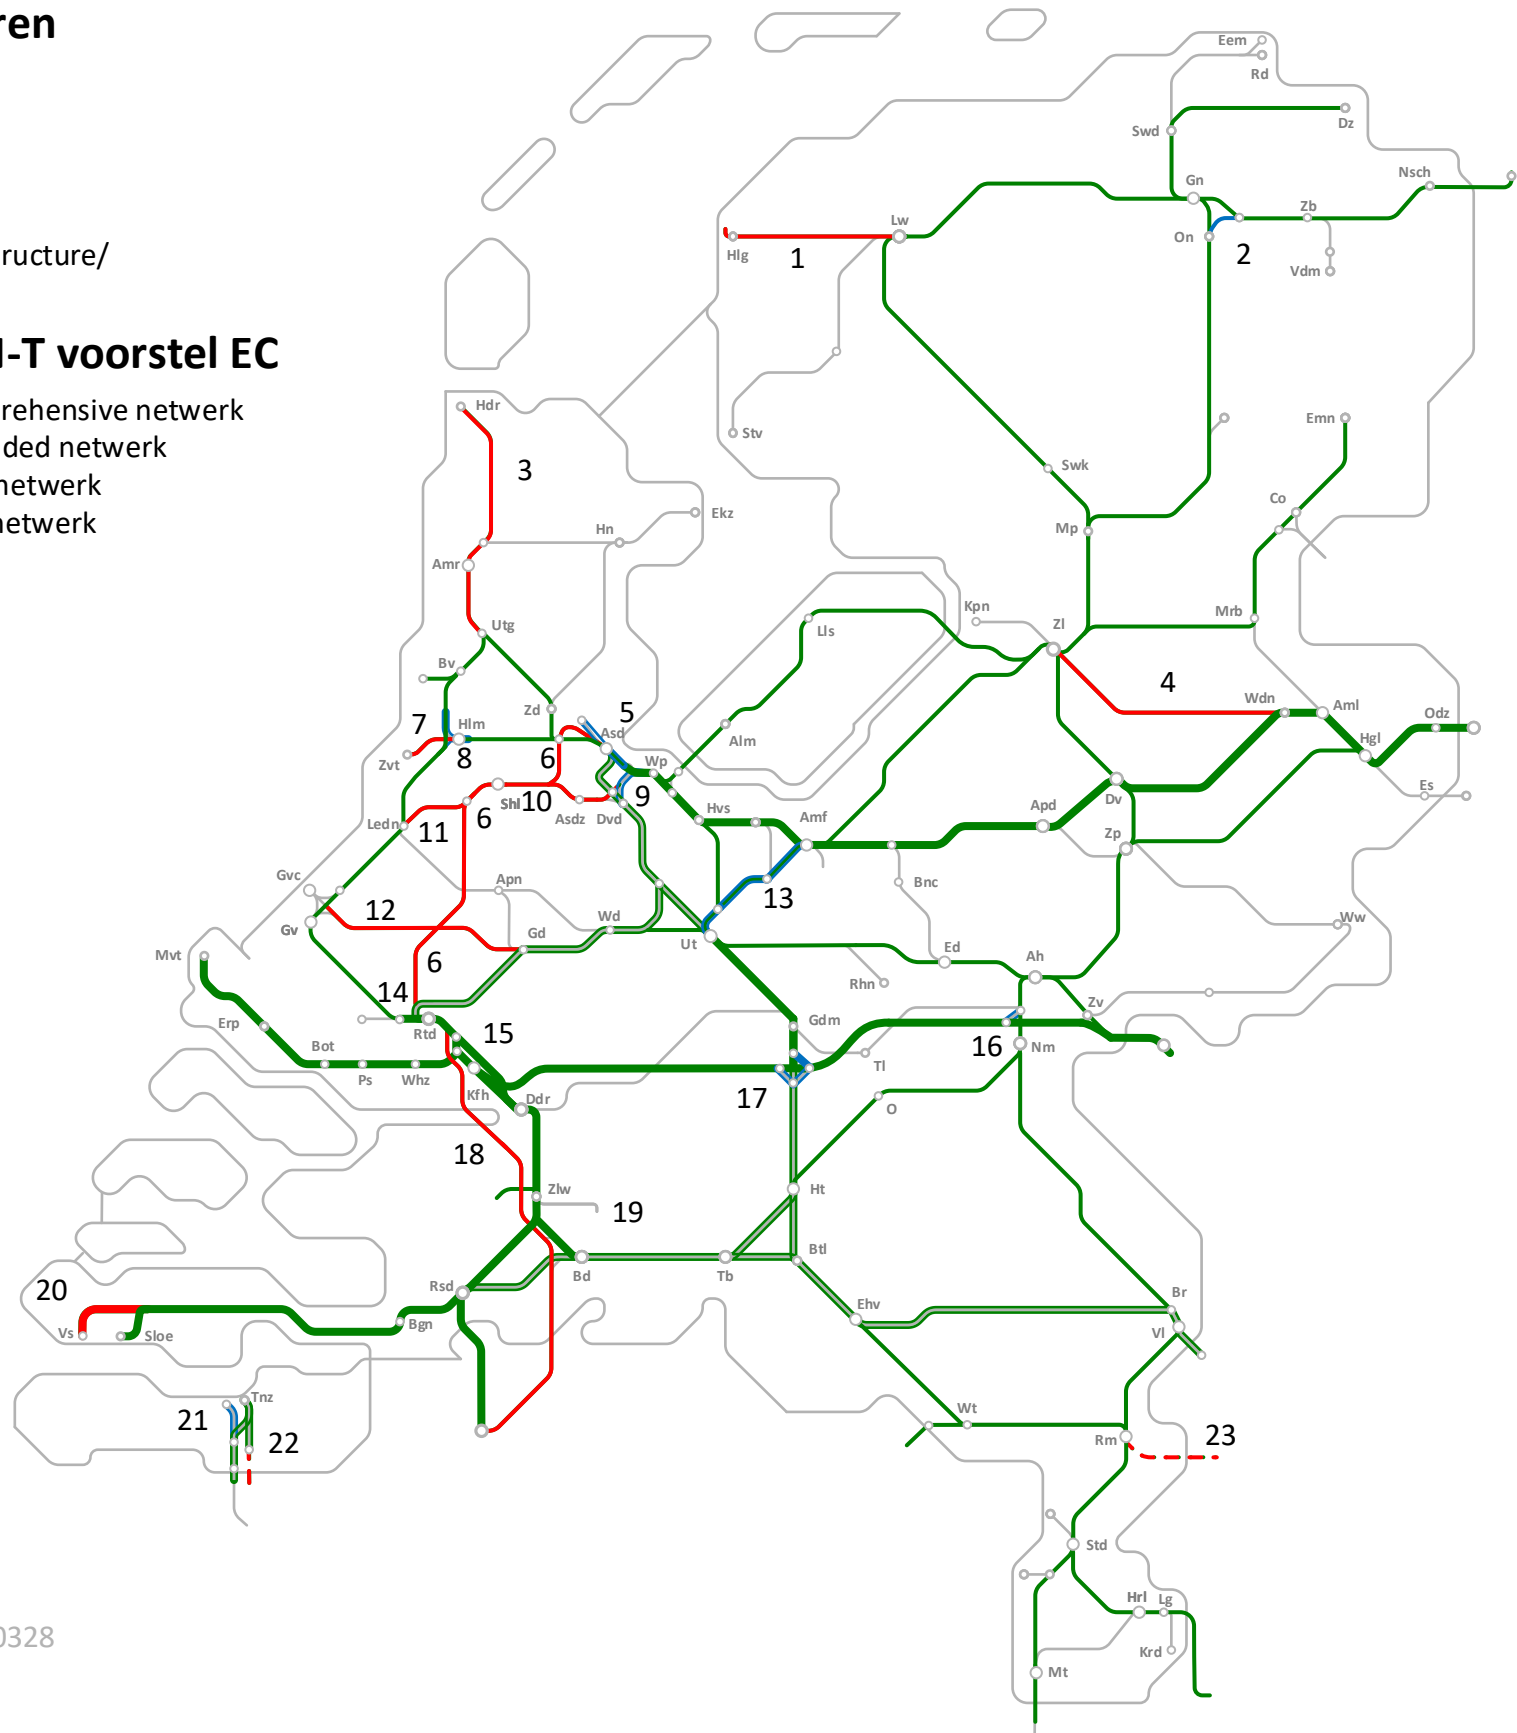 ren
ructure/
I-T voorstel EC
rehensive netwerk
ded netwerk
netwerk
netwerk
Eem
Rd
Dz
Swd
Nsch
Gn
Zb
Lw
On
Hlg
1
2
Vdm
Hdr
Stv
Emn
3
Swk
Co
Ekz
Hn
Mp
Amr
Kpn
Mrb
Utg
Lls
Zl
Bv
4
Wdn
Aml
Zd
5
Odz
7
Hlm
Asd
Alm
Hgl
8
6
Wp
Zvt
9
Es
Shl
10
Dv
6
Hvs
Apd
Ledn
11
Asdz
Dvd
Amf
Zp
Gvc
Apn
Bnc
12
13
Wd
Ww
Gv
Gd
Ut
Ed
Mvt
6
Ah
Rhn
14
Zv
Erp
Rtd
15
Gdm
Bot
16
Nm
Ps
Whz
Tl
Kfh
Ddr
17
O
18
Zlw
Ht
19
Btl
20
Rsd
Bd
Tb
Br
Ehv
Vs
Sloe
Bgn
Vl
Tnz
21
Wt
22
Rm
23
Std
Hrl
Lg
0328
Krd
Mt